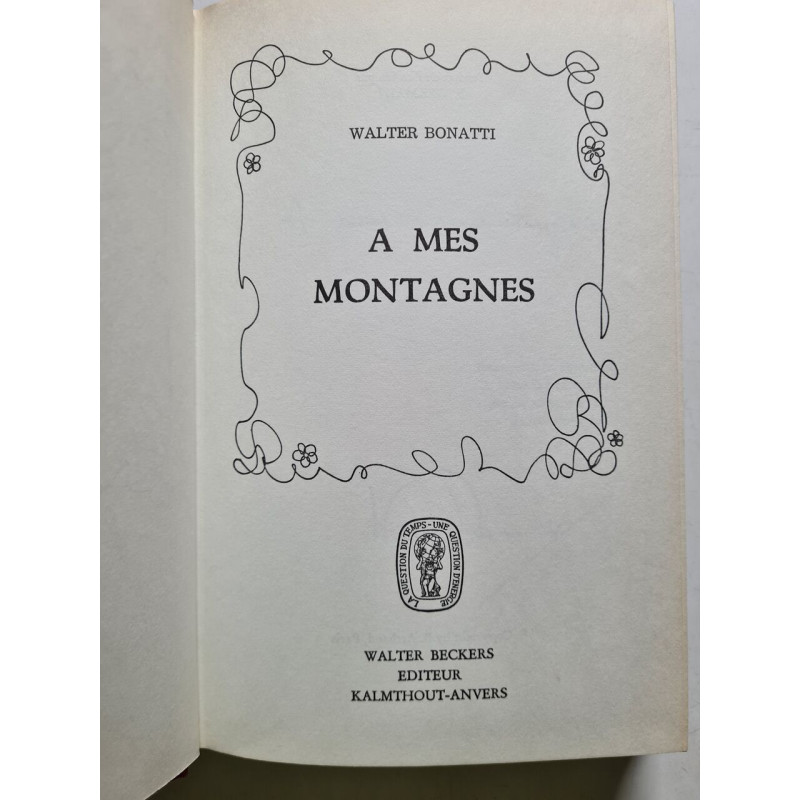 WALTER BONATTI
A MES
MONTAGNES
LA QUESTION DU TEMPS - UNE QUESTION D'ENERGIE
WALTER BECKERS
EDITEUR
KALMTHOUT-ANVERS